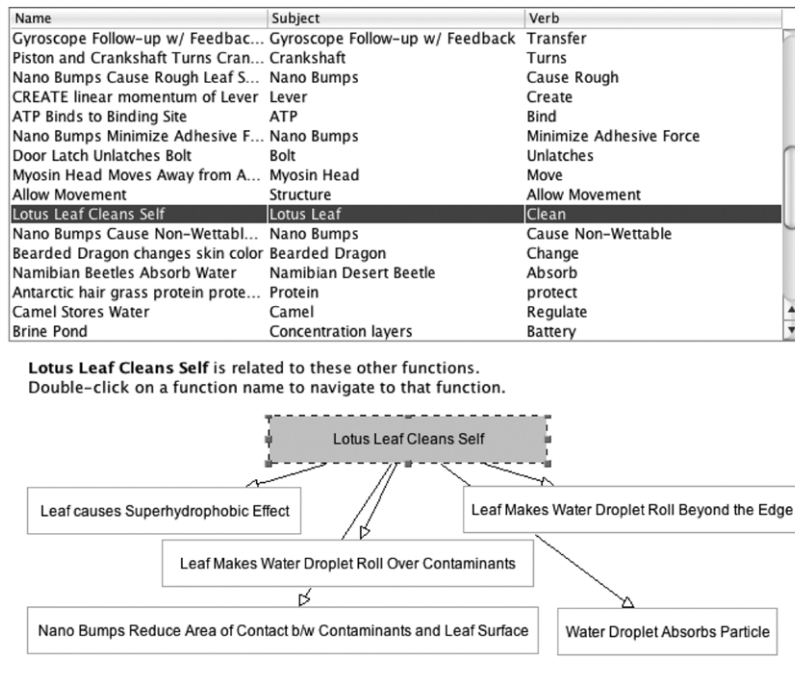 Name Subject Verb
Gyroscope Follow-up w/ Feedbac... Gyroscope Follow-up w/ Feedback Transfer
Piston and Crankshaft Turns Cran... Crankshaft Turns
Nano Bumps Cause Rough Leaf S... Nano Bumps Cause Rough
CREATE linear momentum of Lever Lever Create
ATP Binds to Binding Site ATP Bind
Nano Bumps Minimize Adhesive F... Nano Bumps Minimize Adhesive Force
Door Latch Unlatches Bolt Bolt Unlatches
Myosin Head Moves Away from A... Myosin Head Move
Allow Movement Structure Allow Movement
Lotus Leaf Cleans Self Lotus Leaf Clean
Nano Bumps Cause Non-Wettabl... Nano Bumps Cause Non-Wettable
Bearded Dragon changes skin color Bearded Dragon Change
Namibian Beetles Absorb Water Namibian Desert Beetle Absorb
Antarctic hair grass protein prote... Protein protect
Camel Stores Water Camel Regulate
Brine Pond Concentration layers Battery
Lotus Leaf Cleans Self is related to these other functions.
Double-click on a function name to navigate to that function.
Lotus Leaf Cleans Self
Leaf causes Superhydrophobic Effect
Leaf Makes Water Droplet Roll Beyond the Edge
Leaf Makes Water Droplet Roll Over Contaminants
Nano Bumps Reduce Area of Contact b/w Contaminants and Leaf Surface
Water Droplet Absorbs Particle